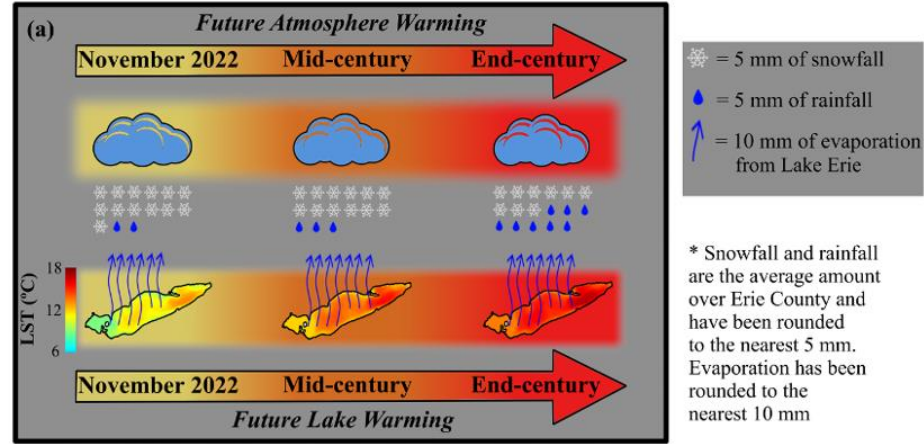 (a)
Future Atmosphere Warming
November 2022 Mid-century End-century
= 5 mm of snowfall
= 5 mm of rainfall
= 10 mm of evaporation
from Lake Erie
LST (°C)
18
12
6
November 2022 Mid-century End-century
Future Lake Warming
* Snowfall and rainfall
are the average amount
over Erie County and
have been rounded
to the nearest 5 mm.
Evaporation has been
rounded to the
nearest 10 mm